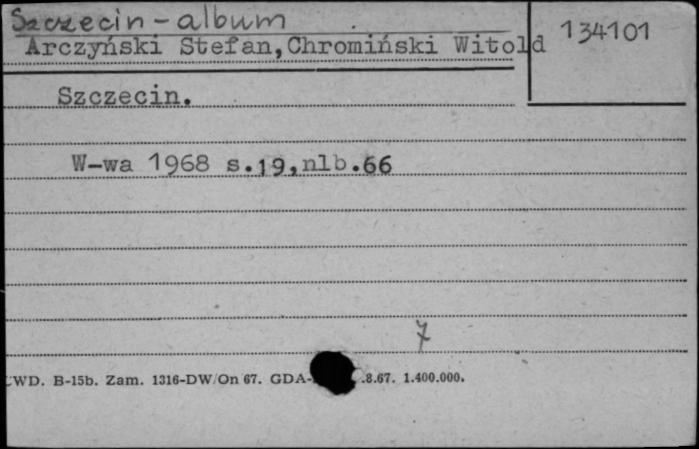 Szczecin - album
134101
Arczyński Stefan,Chromiński Witold
Szczecin.
W-wa 1968 s.19,nlb.66
7
WD. B-15b. Zam. 1316-DW/On 67. GDA- .8.67. 1.400.000.